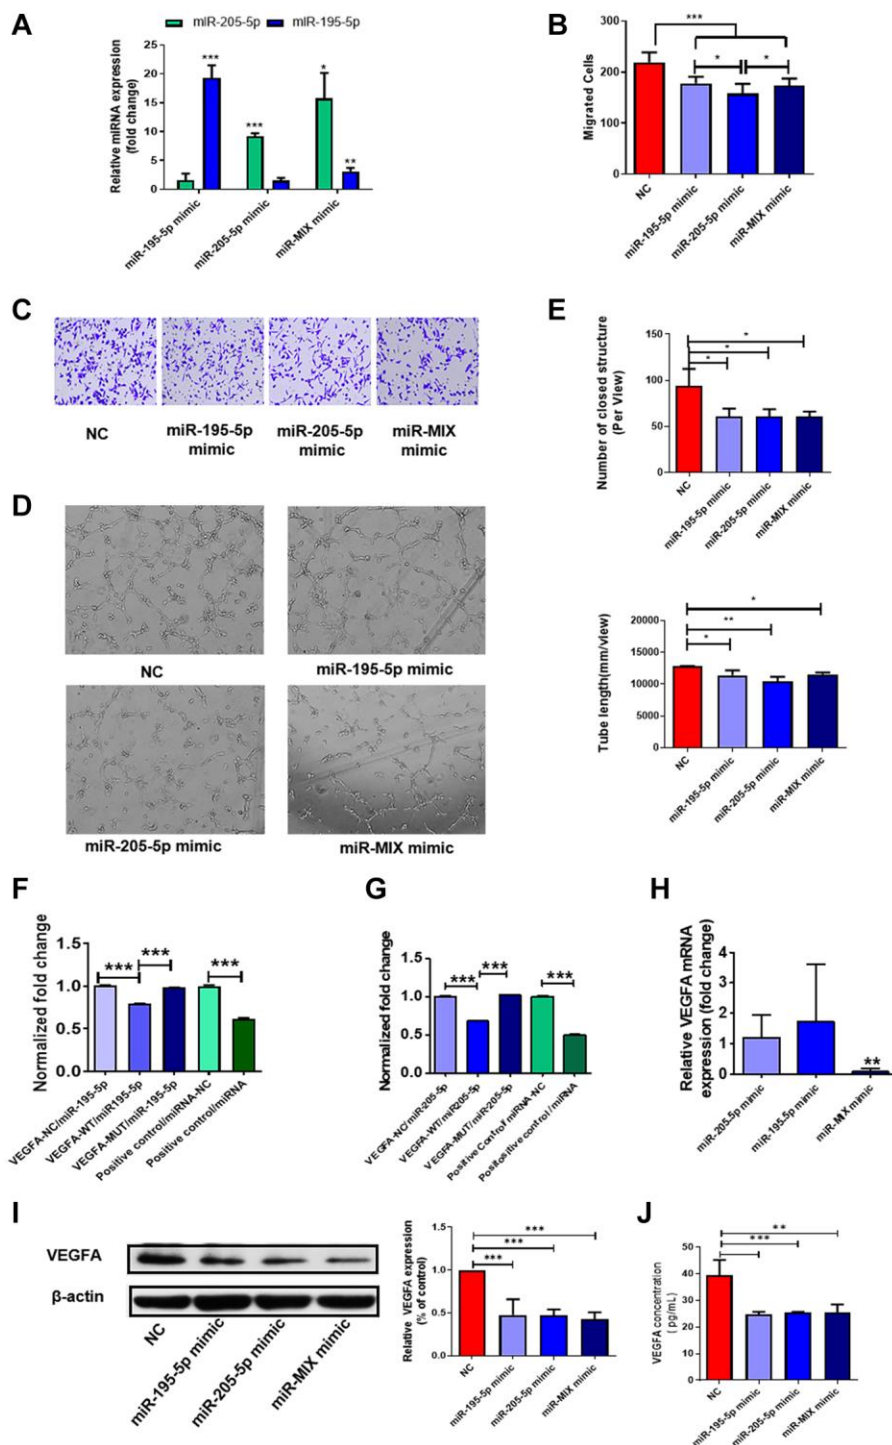 A
miR-205-5p miR-195-5p
Relative miRNA expression
(fold change)
25
20
15
10
5
0
***
***
*
**
miR-195-5p mimic
miR-205-5p mimic
miR-MIX mimic
B
Migrated Cells
300
200
100
0
***
* *
NC
miR-195-5p mimic
miR-205-5p mimic
miR-MIX mimic
C
NC
miR-195-5p
mimic
miR-205-5p
mimic
miR-MIX
mimic
D
NC
miR-195-5p mimic
miR-205-5p mimic
miR-MIX mimic
E
Number of closed structure
(Per View)
150
100
50
0
*
*
*
NC
miR-195-5p mimic
miR-205-5p mimic
miR-MIX mimic
Tube length(mm/view)
20000
15000
10000
5000
0
*
**
*
NC
miR-195-5p mimic
miR-205-5p mimic
miR-MIX mimic
F
Normalized fold change
1.5
1.0
0.5
0.0
*** *** ***
VEGFA-NC/miR-195-5p
VEGFA-WT/miR195-5p
VEGFA-MUT/miR-195-5p
Positive control/miRNA-NC
Positive control/miRNA
G
Normalized fold change
1.5
1.0
0.5
0.0
*** *** ***
VEGFA-NC/miR-205-5p
VEGFA-WT/miR205-5p
VEGFA-MUT/miR-205-5p
Positive Control/miRNA-NC
Positositive control/miRNA
H
Relative VEGFA mRNA
expression (fold change)
4
3
2
1
0
**
miR-205-5p mimic
miR-195-5p mimic
miR-MIX mimic
I
VEGFA
β-actin
NC
miR-195-5p mimic
miR-205-5p mimic
miR-MIX mimic
Relative VEGFA expression
(% of control)
1.5
1.0
0.5
0.0
***
***
***
NC
miR-195-5p mimic
miR-205-5p mimic
miR-MIX mimic
J
VEGFA concentration
( pg/mL)
50
40
30
20
10
0
**
***
NC
miR-195-5p mimic
miR-205-5p mimic
miR-MIX mimic